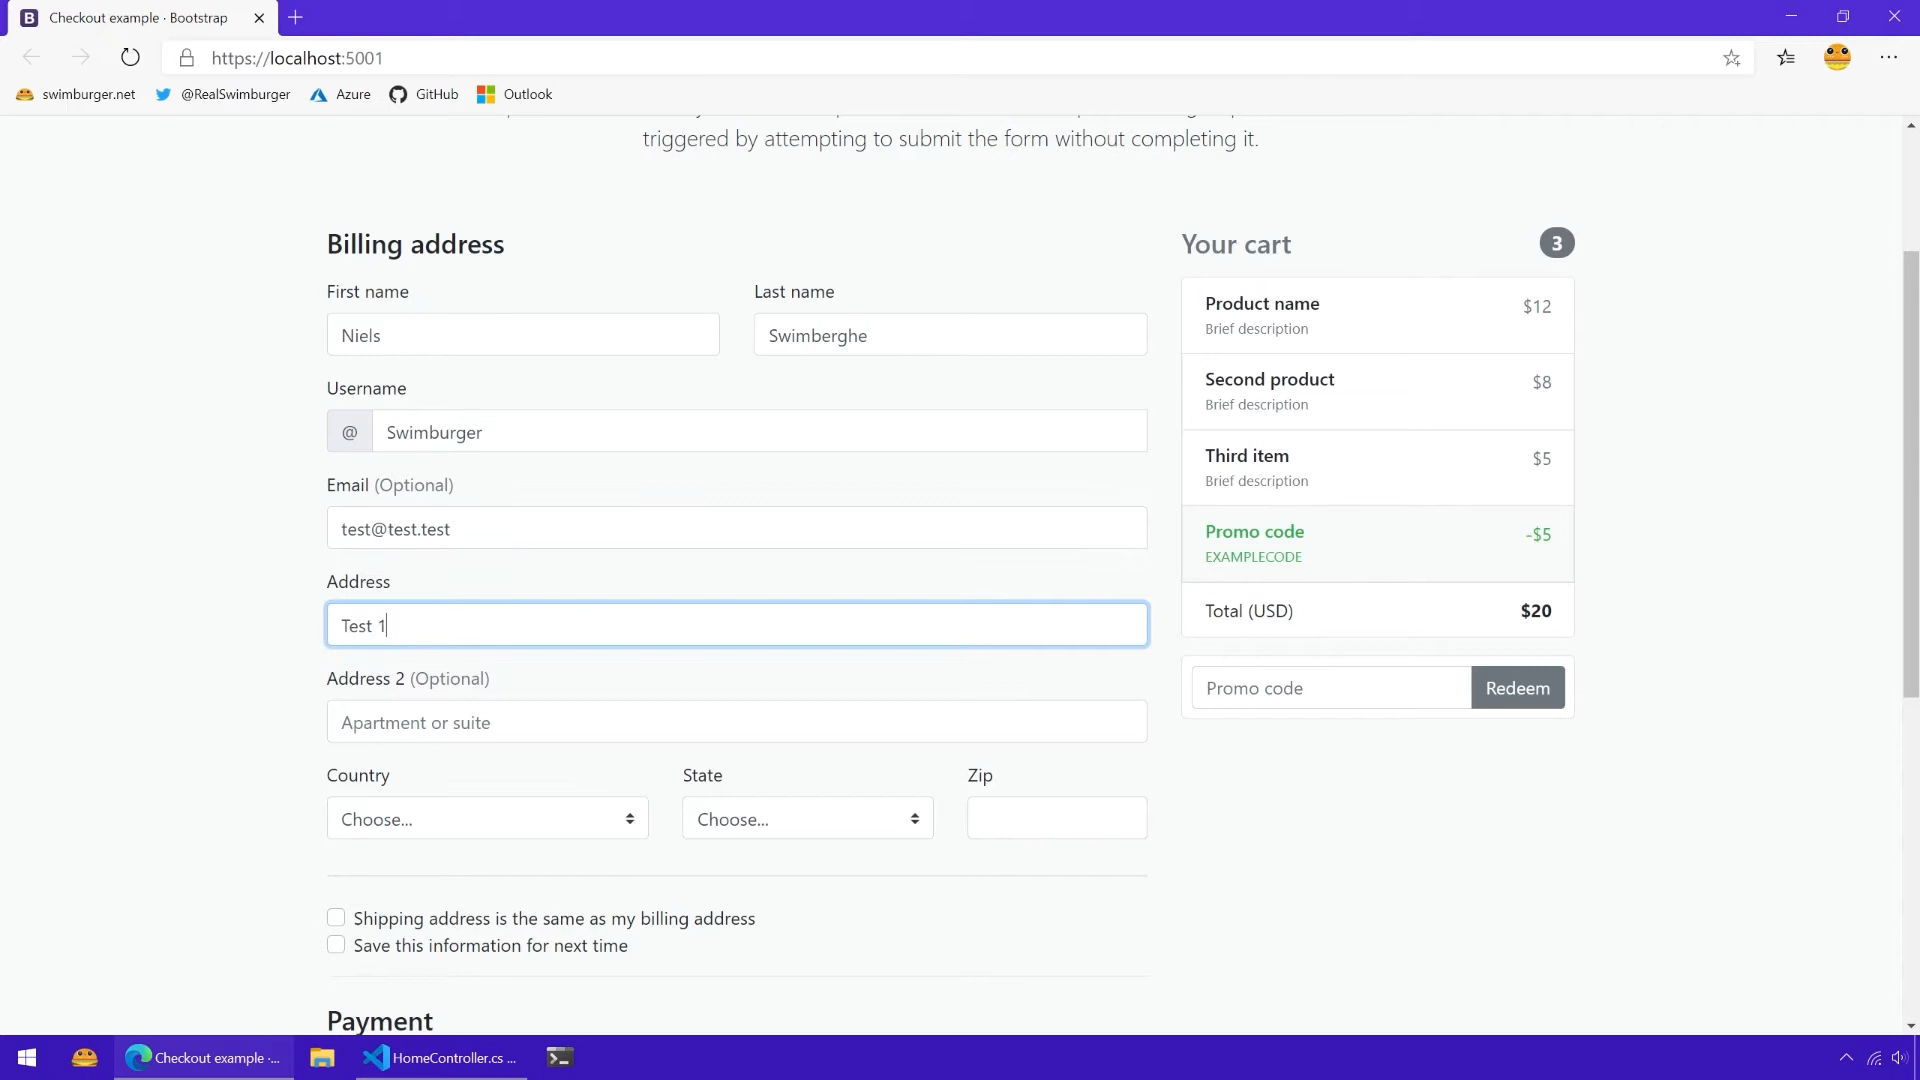 Checkout example · Bootstrap
https://localhost:5001
swimburger.net @RealSwimburger Azure GitHub Outlook
triggered by attempting to submit the form without completing it.
Billing address
First name
Last name
Niels
Swimberghe
Username
@ Swimburger
Email (Optional)
test@test.test
Address
Test 1
Address 2 (Optional)
Apartment or suite
Country
State
Zip
Choose...
Choose...
Shipping address is the same as my billing address
Save this information for next time
Payment
Your cart 3
Product name $12
Brief description
Second product $8
Brief description
Third item $5
Brief description
Promo code -$5
EXAMPLECODE
Total (USD) $20
Promo code Redeem
Checkout example ·... HomeController.cs ...